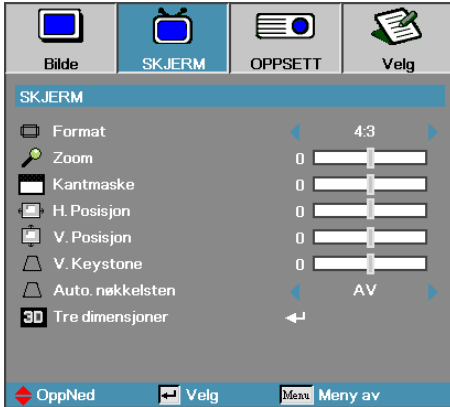 Bilde SKJERM OPPSETT Velg
SKJERM
Format 4:3
Zoom 0
Kantmaske 0
H. Posisjon 0
V. Posisjon 0
V. Keystone 0
Auto. nøkkelsten AV
3D Tre dimensjoner
OppNed Velg Menu Meny av